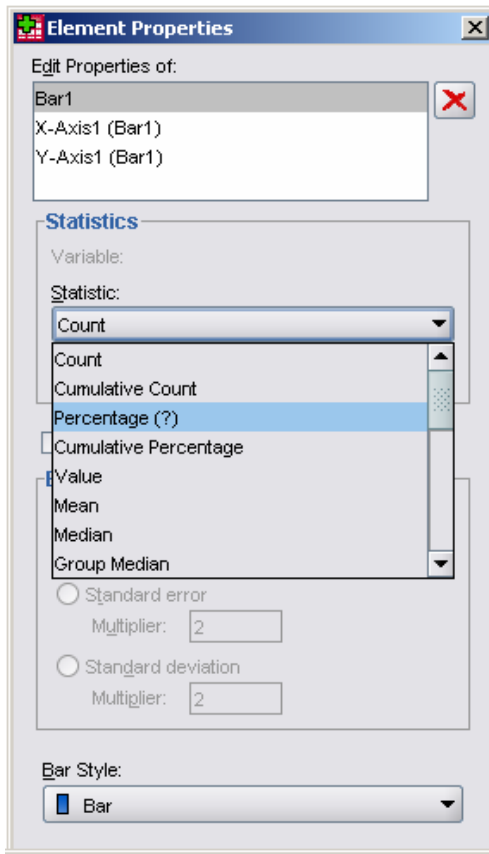 Element Properties
Edit Properties of:
Bar1
X-Axis1 (Bar1)
Y-Axis1 (Bar1)
Statistics
Variable:
Statistic:
Count
Count
Cumulative Count
Percentage (?)
Cumulative Percentage
Value
Mean
Median
Group Median
Standard error
Multiplier: 2
Standard deviation
Multiplier: 2
Bar Style:
Bar